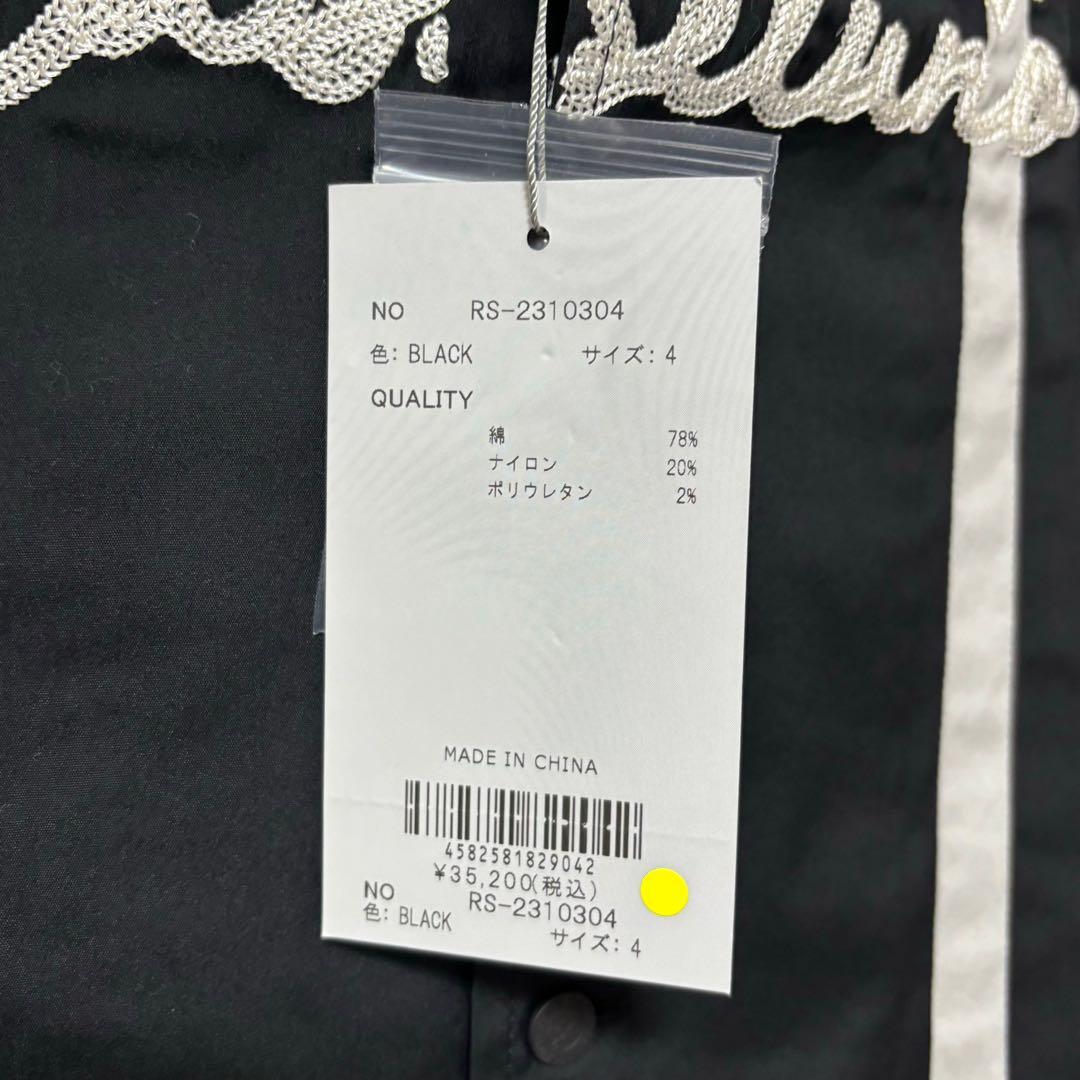 NO RS-2310304
色: BLACK サイズ: 4
QUALITY
綿 78%
ナイロン 20%
ポリウレタン 2%
MADE IN CHINA
4582581829042
¥35,200(税込)
NO RS-2310304
色: BLACK サイズ: 4